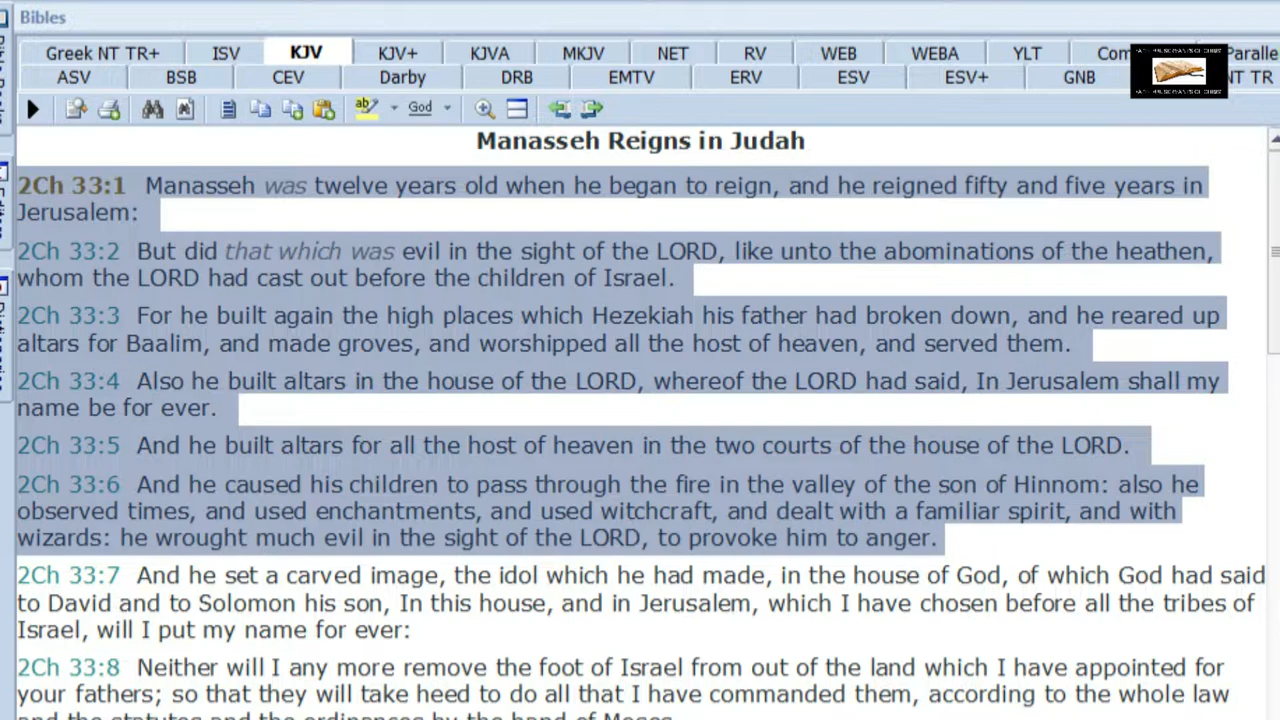 Bibles
Greek NT TR+ ISV KJV KJV+ KJVA MKJV NET RV WEB WEBA YLT Com Paralle
ASV BSB CEV Darby DRB EMTV ERV ESV ESV+ GNB NT TR
God
Manasseh Reigns in Judah
2Ch 33:1 Manasseh was twelve years old when he began to reign, and he reigned fifty and five years in
Jerusalem:
2Ch 33:2 But did that which was evil in the sight of the LORD, like unto the abominations of the heathen,
whom the LORD had cast out before the children of Israel.
2Ch 33:3 For he built again the high places which Hezekiah his father had broken down, and he reared up
altars for Baalim, and made groves, and worshipped all the host of heaven, and served them.
2Ch 33:4 Also he built altars in the house of the LORD, whereof the LORD had said, In Jerusalem shall my
name be for ever.
2Ch 33:5 And he built altars for all the host of heaven in the two courts of the house of the LORD.
2Ch 33:6 And he caused his children to pass through the fire in the valley of the son of Hinnom: also he
observed times, and used enchantments, and used witchcraft, and dealt with a familiar spirit, and with
wizards: he wrought much evil in the sight of the LORD, to provoke him to anger.
2Ch 33:7 And he set a carved image, the idol which he had made, in the house of God, of which God had said
to David and to Solomon his son, In this house, and in Jerusalem, which I have chosen before all the tribes of
Israel, will I put my name for ever:
2Ch 33:8 Neither will I any more remove the foot of Israel from out of the land which I have appointed for
your fathers; so that they will take heed to do all that I have commanded them, according to the whole law
and the statutes and the ordinances by the hand of Moses.